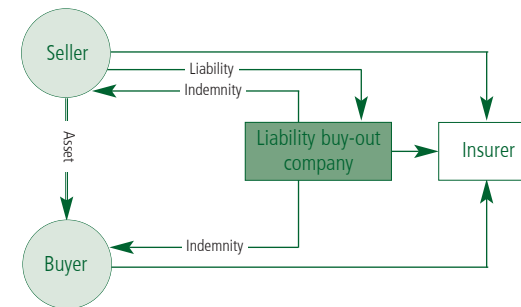 Seller
Liability
Indemnity
Asset
Liability buy-out
company
Insurer
Indemnity
Buyer